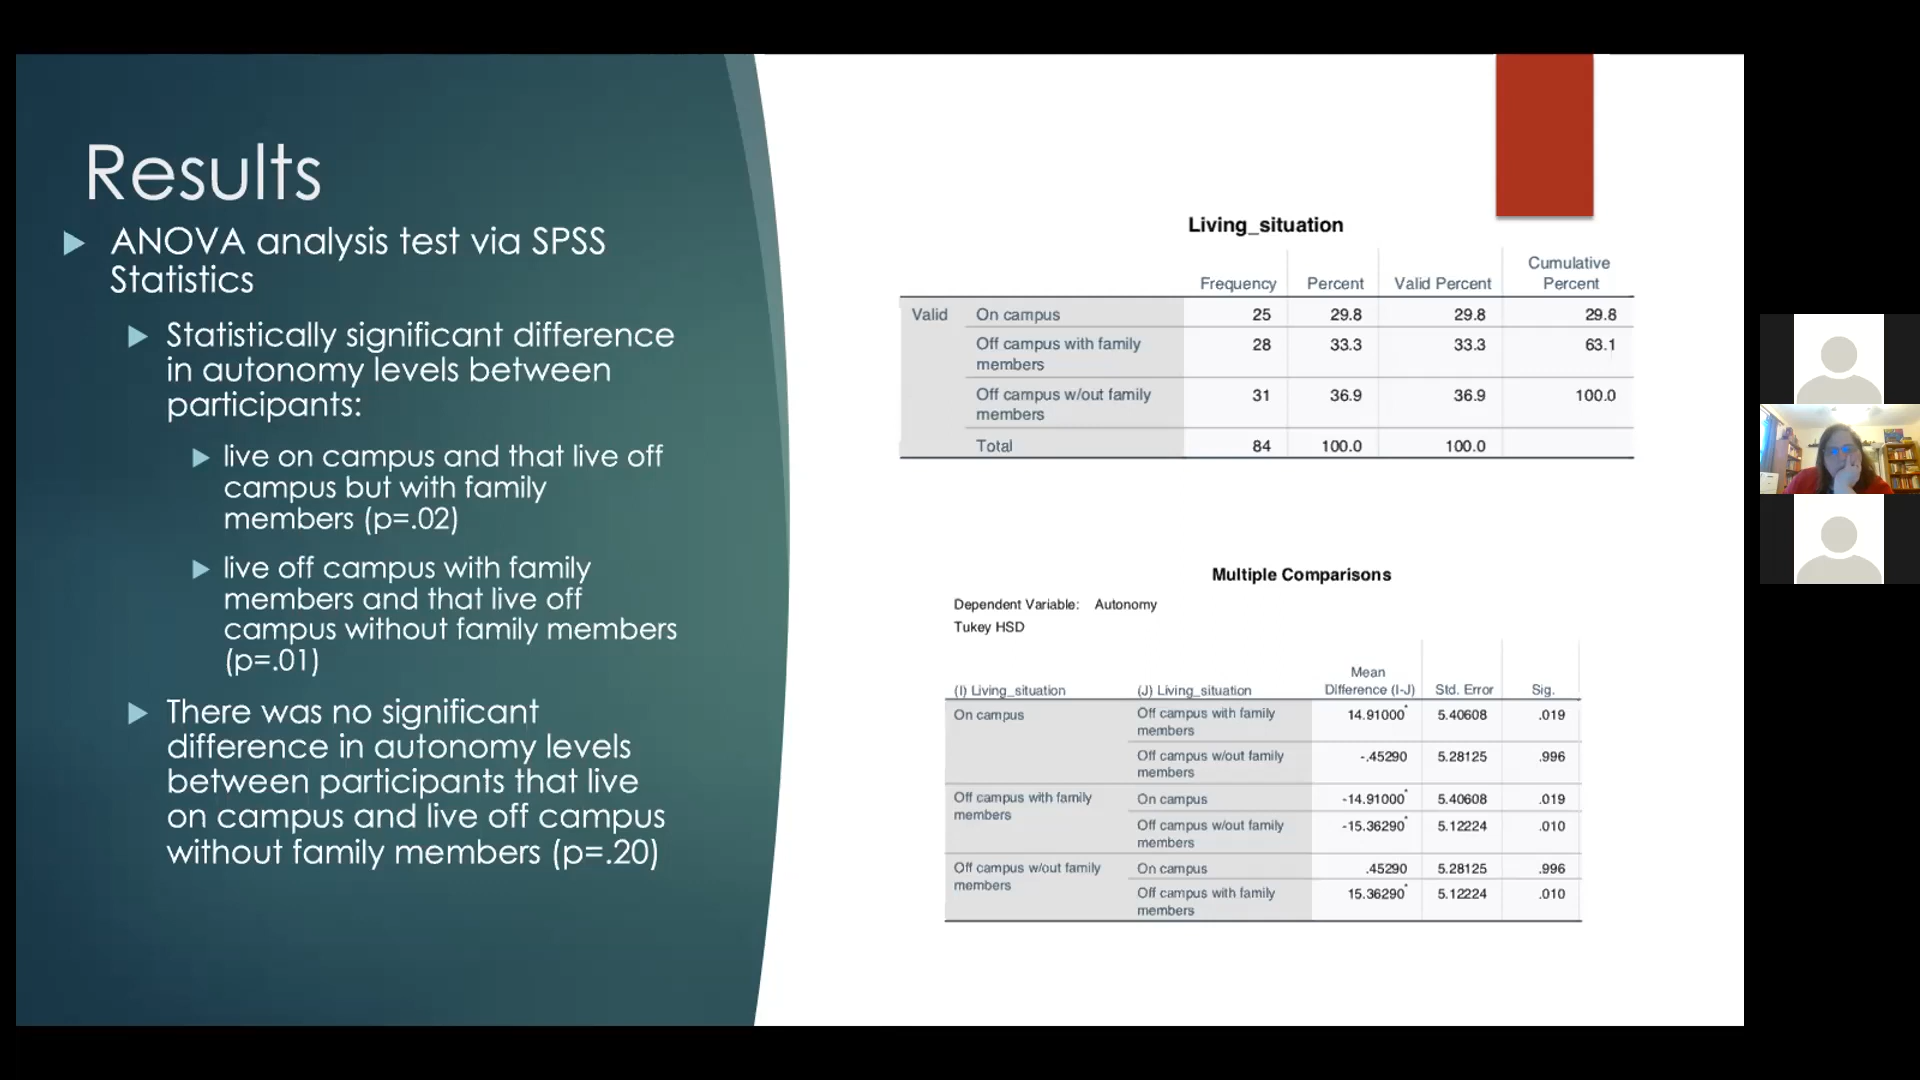 Results
ANOVA analysis test via SPSS
Statistics
Statistically significant difference
in autonomy levels between
participants:
live on campus and that live off
campus but with family
members (p=.02)
live off campus with family
members and that live off
campus without family members
(p=.01)
There was no significant
difference in autonomy levels
between participants that live
on campus and live off campus
without family members (p=.20)
Living_situation
Cumulative
Frequency Percent Valid Percent Percent
Valid On campus 25 29.8 29.8 29.8
Off campus with family 28 33.3 33.3 63.1
members
Off campus w/out family 31 36.9 36.9 100.0
members
Total 84 100.0 100.0
Multiple Comparisons
Dependent Variable: Autonomy
Tukey HSD
Mean
(I) Living_situation (J) Living_situation Difference (I-J) Std. Error Sig.
On campus Off campus with family 14.91000* 5.40608 .019
members
Off campus w/out family -.45290 5.28125 .996
members
Off campus with family On campus -14.91000* 5.40608 .019
members
Off campus w/out family -15.36290* 5.12224 .010
members
Off campus w/out family On campus .45290 5.28125 .996
members
Off campus with family 15.36290* 5.12224 .010
members